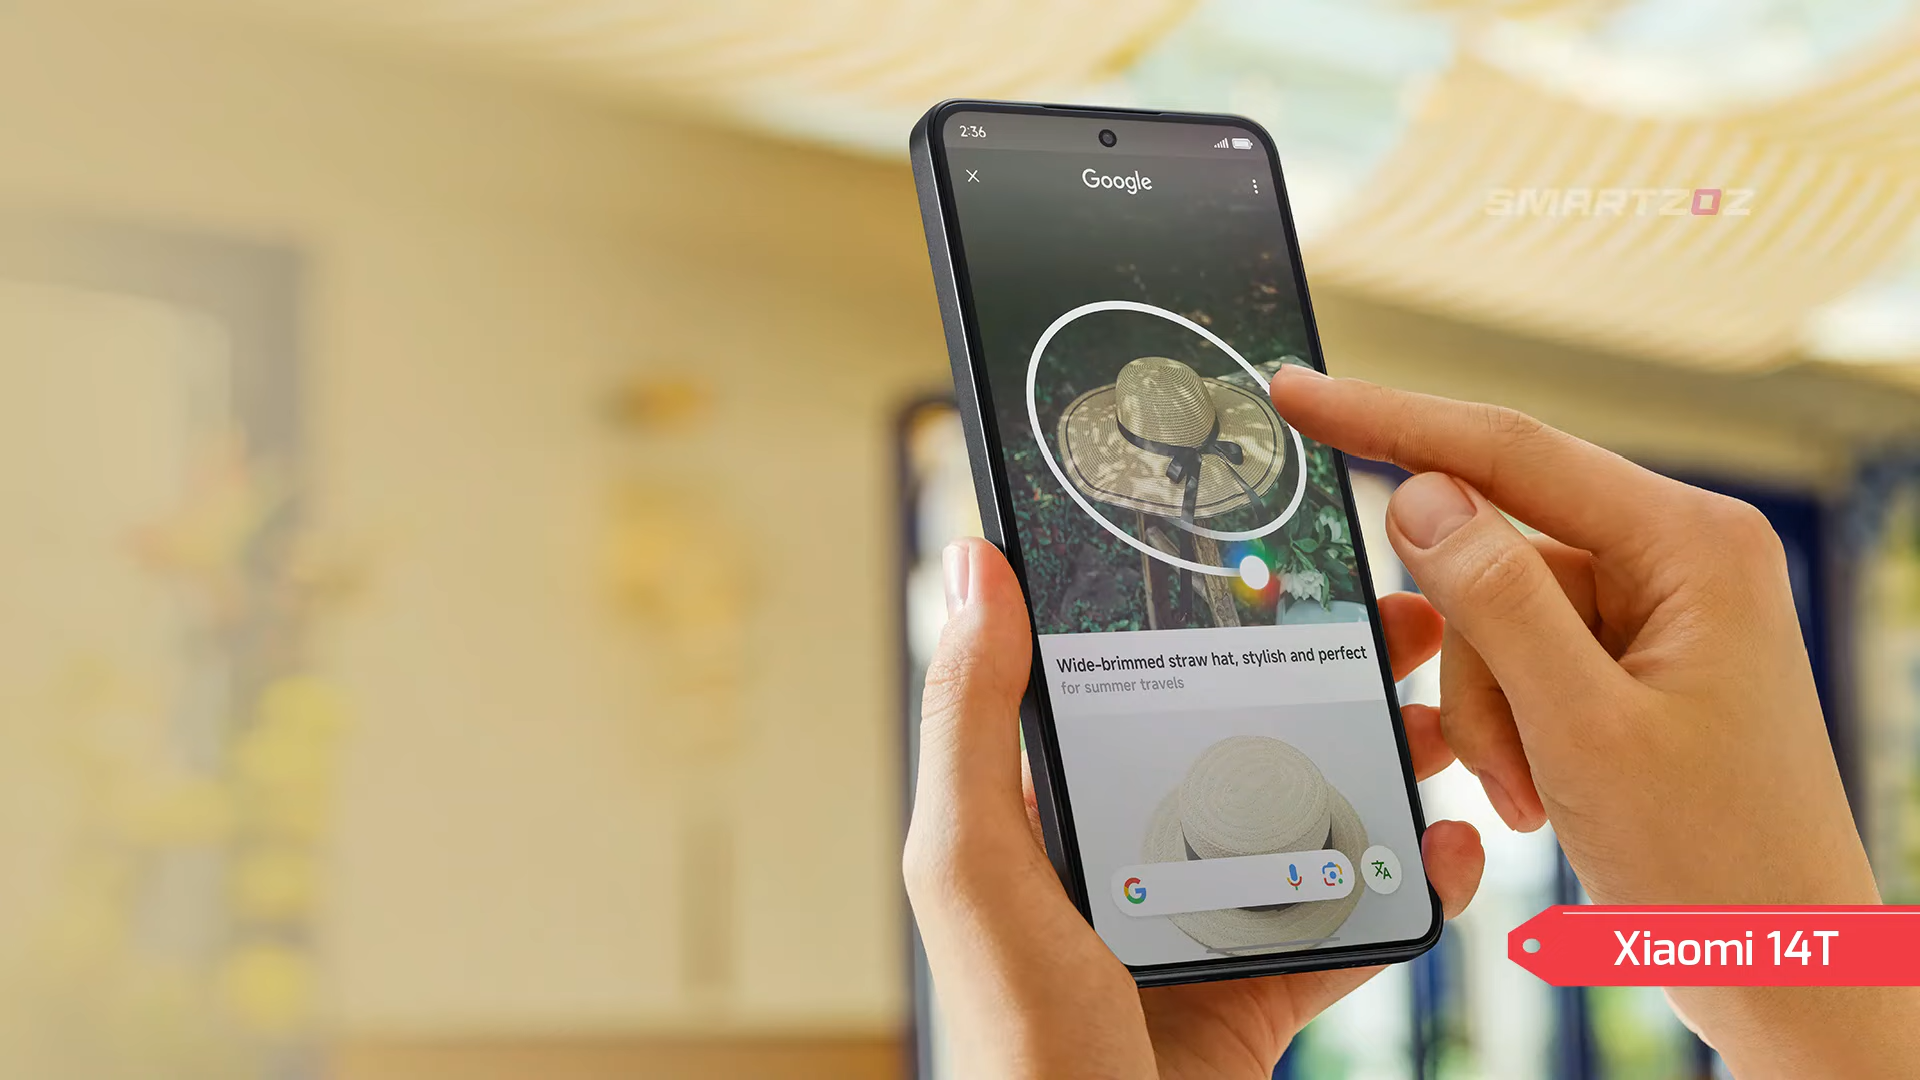 2:36
Google
SMARTZOZ
Wide-brimmed straw hat, stylish and perfect
for summer travels
G
Xiaomi 14T